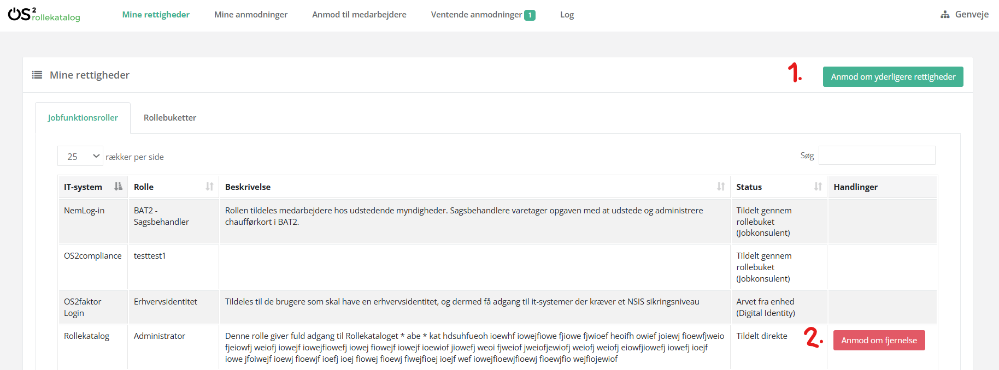 OS2 rollekatalog
Mine rettigheder
Mine anmodninger
Anmod til medarbejdere
Ventende anmodninger 1
Log
Genveje
Mine rettigheder
1.
Anmod om yderligere rettigheder
Jobfunktionsroller
Rollebuketter
25 rækker per side
Søg
IT-system
Rolle
Beskrivelse
Status
Handlinger
NemLog-in
BAT2 -
Sagsbehandler
Rollen tildeles medarbejdere hos udstedende myndigheder. Sagsbehandlere varetager opgaven med at udstede og administrere
chaufførkort i BAT2.
Tildelt gennem
rollebuket
(Jobkonsulent)
OS2compliance
testtest1
Tildelt gennem
rollebuket
(Jobkonsulent)
OS2faktor
Login
Erhvervsidentitet
Tildeles til de brugere som skal have en erhvervsidentitet, og dermed få adgang til it-systemer der kræver et NSIS sikringsniveau
Arvet fra enhed
(Digital Identity)
Rollekatalog
Administrator
Denne rolle giver fuld adgang til Rollekataloget * abe * kat hdsuhfueoh ioewhf iowejfiowe fjiowe fjwioef heoifh owief joiewj fioewfjweio
fjeiowfj weiofj iowejf iowejfiowefj iowej fiowejf iowejf ioewiof jiowefj weoi fjweiof jweiofjewiofj weiofj weiofj eiowfjiowefj iowefj ioejf
iowe jfoiwejf ioewj fioewjf ioefj ioej fiowej fioewj fiwejfioej ioejf wef iowejfioewjfioewj fioewjfio wejfiojewiof
Tildelt direkte
2.
Anmod om fjernelse